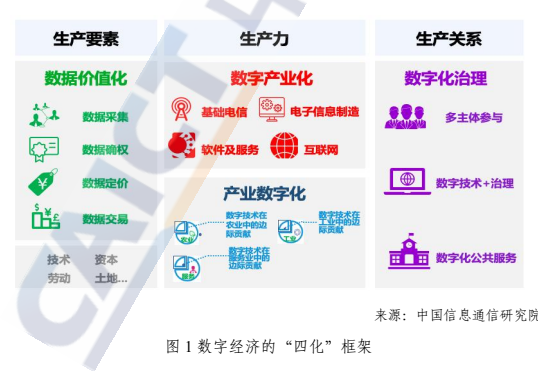 生产要素
生产力
生产关系
数据价值化
数据采集
数据确权
数据定价
数据交易
技术 资本
劳动 土地...
数字产业化
基础电信
电子信息制造
软件及服务
互联网
产业数字化
数字技术在
农业中的边
际贡献
农业
数字技术在
工业中的边
际贡献
工业
数字技术在
服务业中的
边际贡献
服务
数字化治理
多主体参与
数字技术+治理
数字化公共服务
CAICT
来源：中国信息通信研究院
图 1 数字经济的“四化”框架